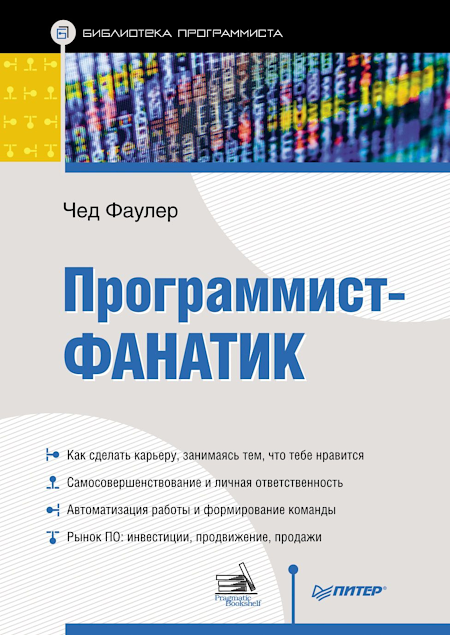 БИБЛИОТЕКА ПРОГРАММИСТА
Чед Фаулер
Программист-
ФАНАТИК
Как сделать карьеру, занимаясь тем, что тебе нравится
Самосовершенствование и личная ответственность
Автоматизация работы и формирование команды
Рынок ПО: инвестиции, продвижение, продажи
Pragmatic
Bookshelf
ПИТЕР®